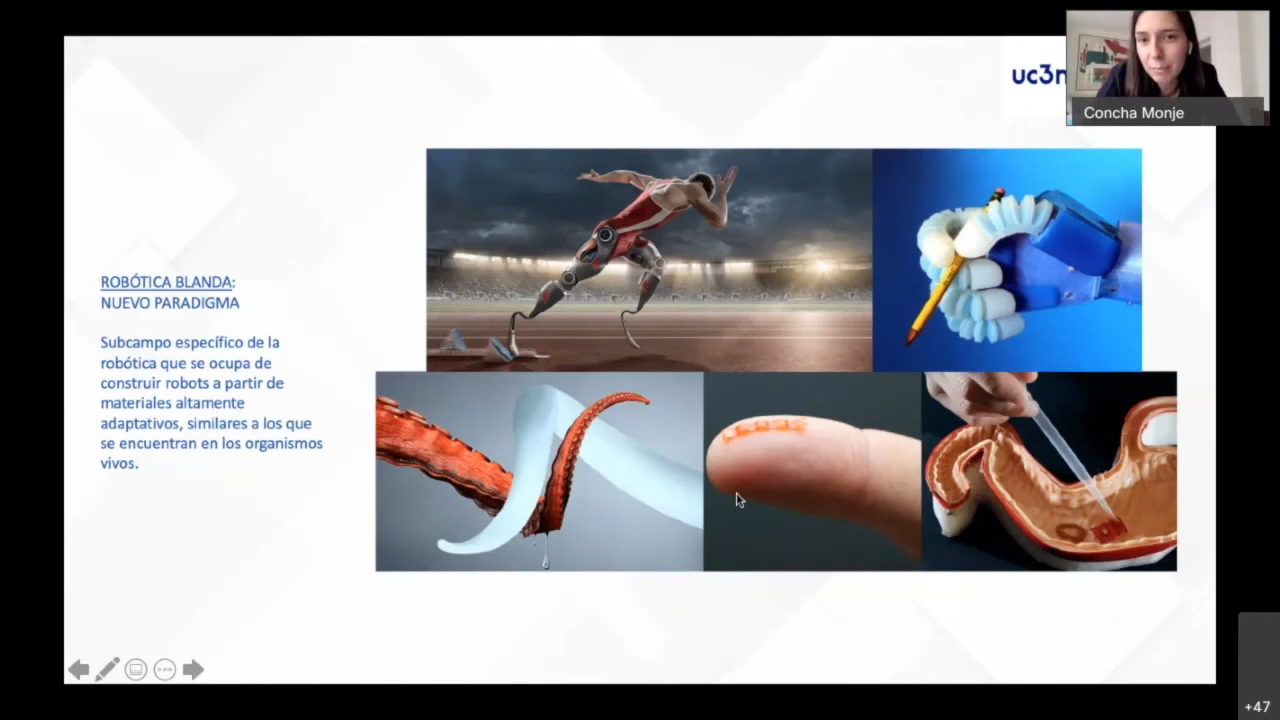 uc3m
Concha Monje
ROBÓTICA BLANDA:
NUEVO PARADIGMA
Subcampo específico de la
robótica que se ocupa de
construir robots a partir de
materiales altamente
adaptativos, similares a los que
se encuentran en los organismos
vivos.
+47